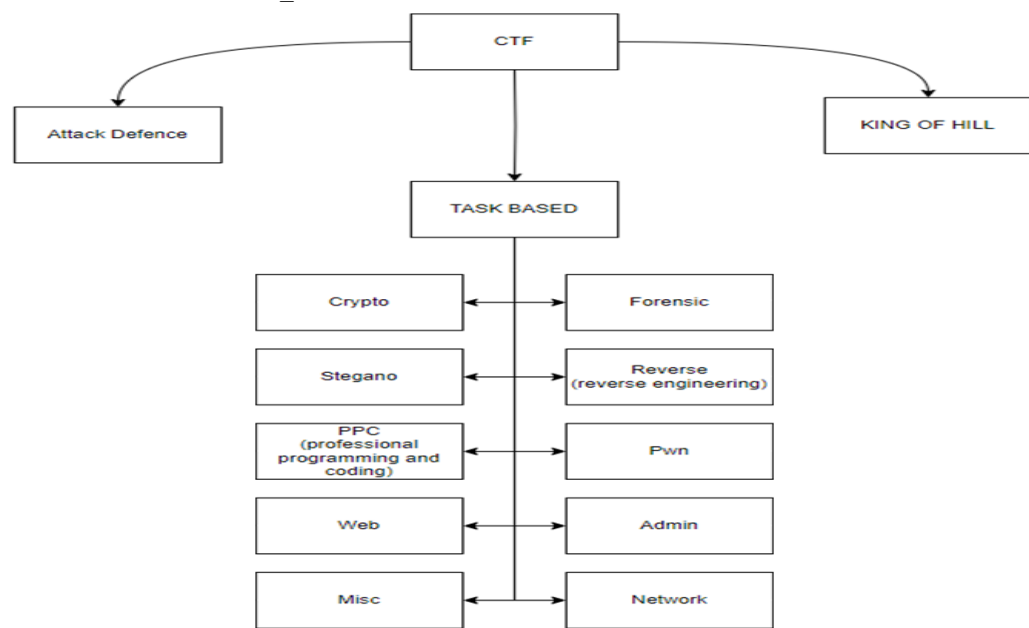 CTF
Attack Defence
KING OF HILL
TASK BASED
Crypto
Forensic
Stegano
Reverse
(reverse engineering)
PPC
(professional
programming and
coding)
Pwn
Web
Admin
Misc
Network